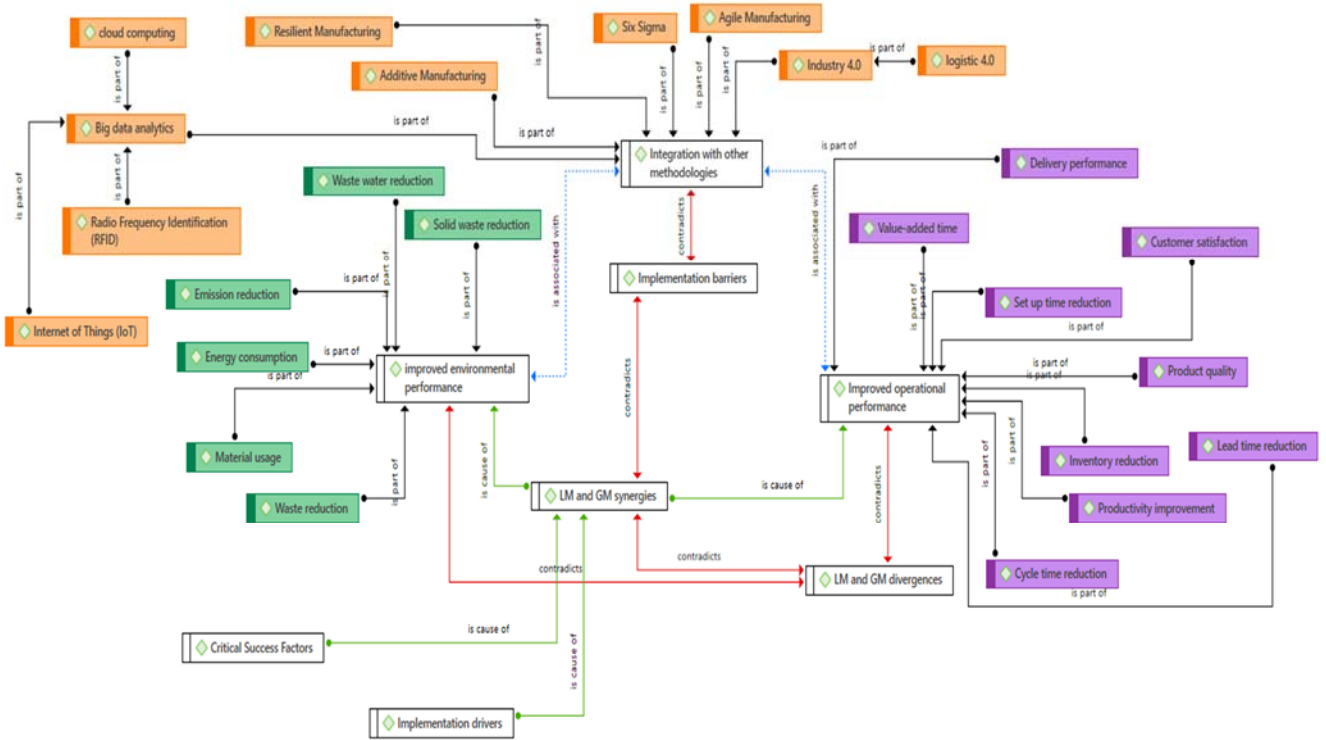 cloud computing
Resilient Manufacturing
Six Sigma
Agile Manufacturing
is part of
is part of
Additive Manufacturing
Industry 4.0
is part of
logistic 4.0
is part of
is part of
is part of
Big data analytics
is part of
is part of
Integration with other
methodologies
is part of
Delivery performance
is part of
is part of
Waste water reduction
Radio Frequency Identification
(RFID)
Solid waste reduction
contradicts
Value-added time
Customer satisfaction
is associated with
is associated with
Implementation barriers
is part of
is part of
is part of
Emission reduction
is part of
is part of
Set up time reduction
is part of
Internet of Things (IoT)
Energy consumption
is part of
is part of
improved environmental
performance
contradicts
Improved operational
performance
is part of
is part of
Product quality
Material usage
is part of
is cause of
is part of
is part of
Inventory reduction
Lead time reduction
Waste reduction
LM and GM synergies
is cause of
contradicts
Productivity improvement
contradicts
contradicts
LM and GM divergences
Cycle time reduction
is part of
Critical Success Factors
is cause of
is cause of
Implementation drivers